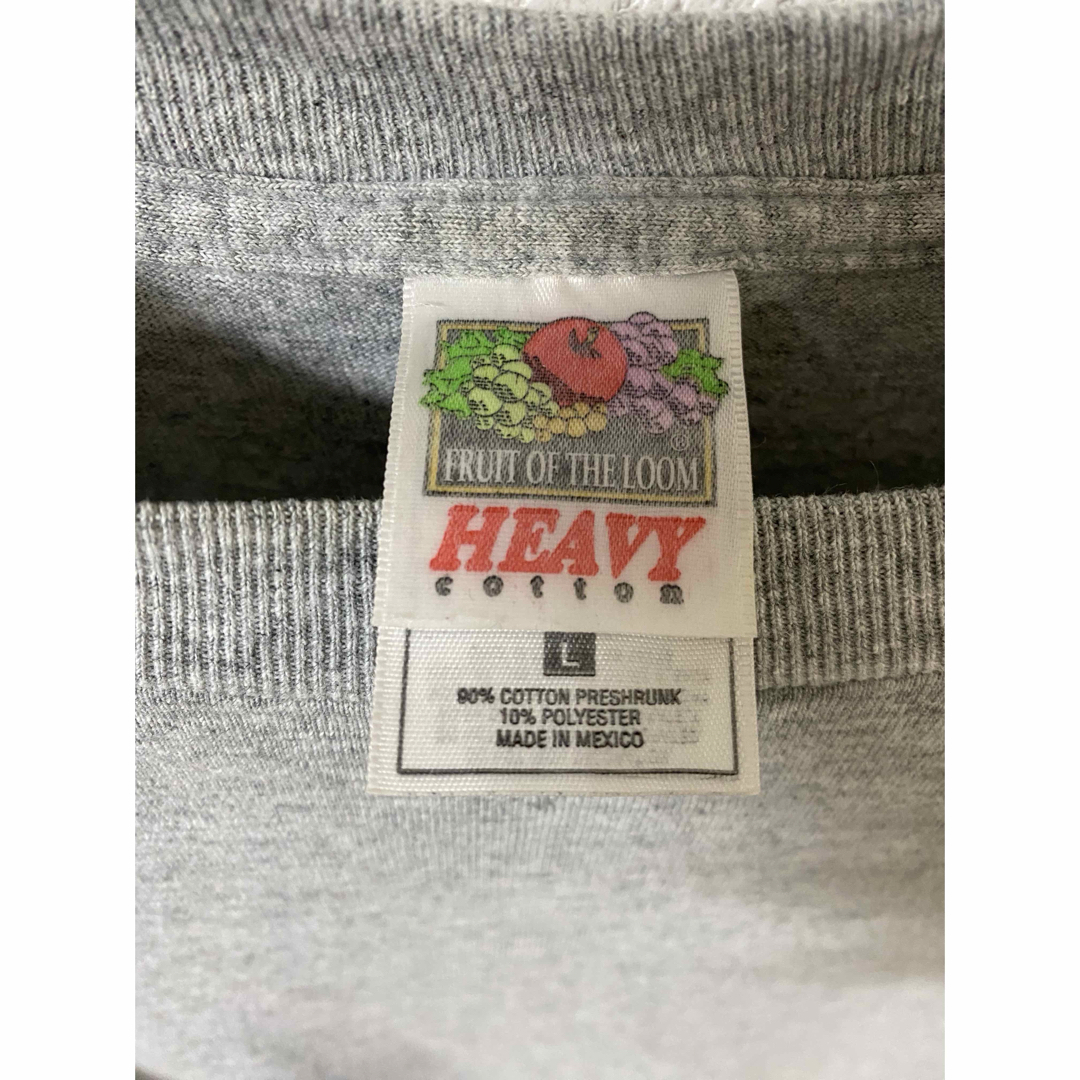 ®
FRUIT OF THE LOOM
HEAVY
cotton
L
90% COTTON PRESHRUNK
10% POLYESTER
MADE IN MEXICO